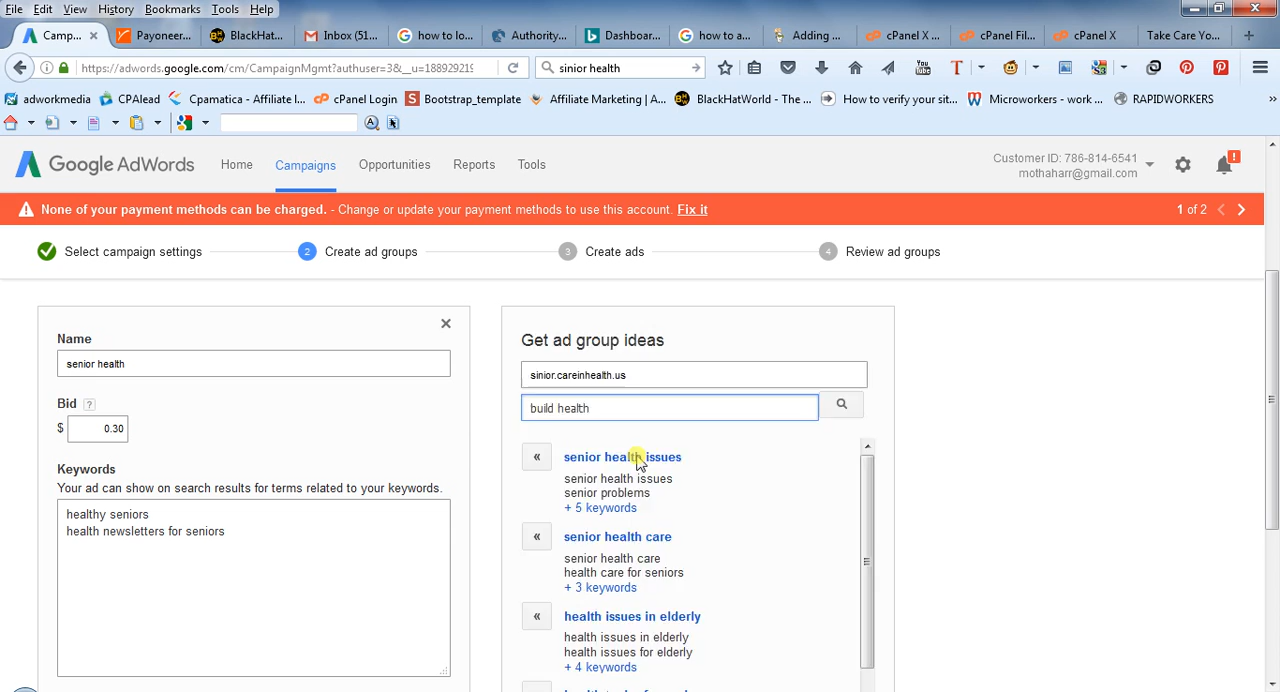 File Edit View History Bookmarks Tools Help
Camp... × Payoneer... BlackHat... Inbox (51... how to lo... Authority... Dashboar... how to a... Adding ... cPanel X ... cPanel Fil... cPanel X Take Care Yo... +
https://adwords.google.com/cm/CampaignMgmt?authuser=3&__u=188929219 sinior health
adworkmedia CPAlead Cpamatica - Affiliate I... cPanel Login Bootstrap_template Affiliate Marketing | A... BlackHatWorld - The ... How to verify your sit... Microworkers - work ... RAPIDWORKERS »
Google AdWords Home Campaigns Opportunities Reports Tools
Customer ID: 786-814-6541
mothaharr@gmail.com
None of your payment methods can be charged. - Change or update your payment methods to use this account. Fix it 1 of 2
Select campaign settings 2 Create ad groups 3 Create ads 4 Review ad groups
Name
senior health
Bid ?
$ 0.30
Keywords
Your ad can show on search results for terms related to your keywords.
healthy seniors
health newsletters for seniors
Get ad group ideas
sinior.careinhealth.us
build health
« senior health issues
senior health issues
senior problems
+ 5 keywords
« senior health care
senior health care
health care for seniors
+ 3 keywords
« health issues in elderly
health issues in elderly
health issues for elderly
+ 4 keywords